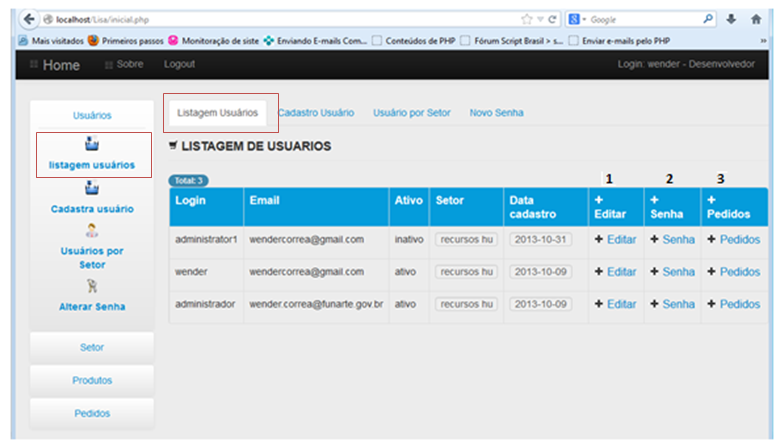 localhost/Lisa/inicial.php
Google
Mais visitados Primeiros passos Monitoração de siste Enviando E-mails Com... Conteúdos de PHP Fórum Script Brasil > s... Enviar e-mails pelo PHP
Home Sobre Logout Login: wender - Desenvolvedor
Usuários
listagem usuários
Cadastra usuário
Usuários por
Setor
Alterar Senha
Setor
Produtos
Pedidos
Listagem Usuários Cadastro Usuário Usuário por Setor Novo Senha
LISTAGEM DE USUARIOS
Total: 3
1 2 3
Login Email Ativo Setor Data cadastro + Editar + Senha + Pedidos
administrator1 wendercorrea@gmail.com inativo recursos hu 2013-10-31 + Editar + Senha + Pedidos
wender wendercorrea@gmail.com ativo recursos hu 2013-10-09 + Editar + Senha + Pedidos
administrador wender.correa@funarte.gov.br ativo recursos hu 2013-10-09 + Editar + Senha + Pedidos